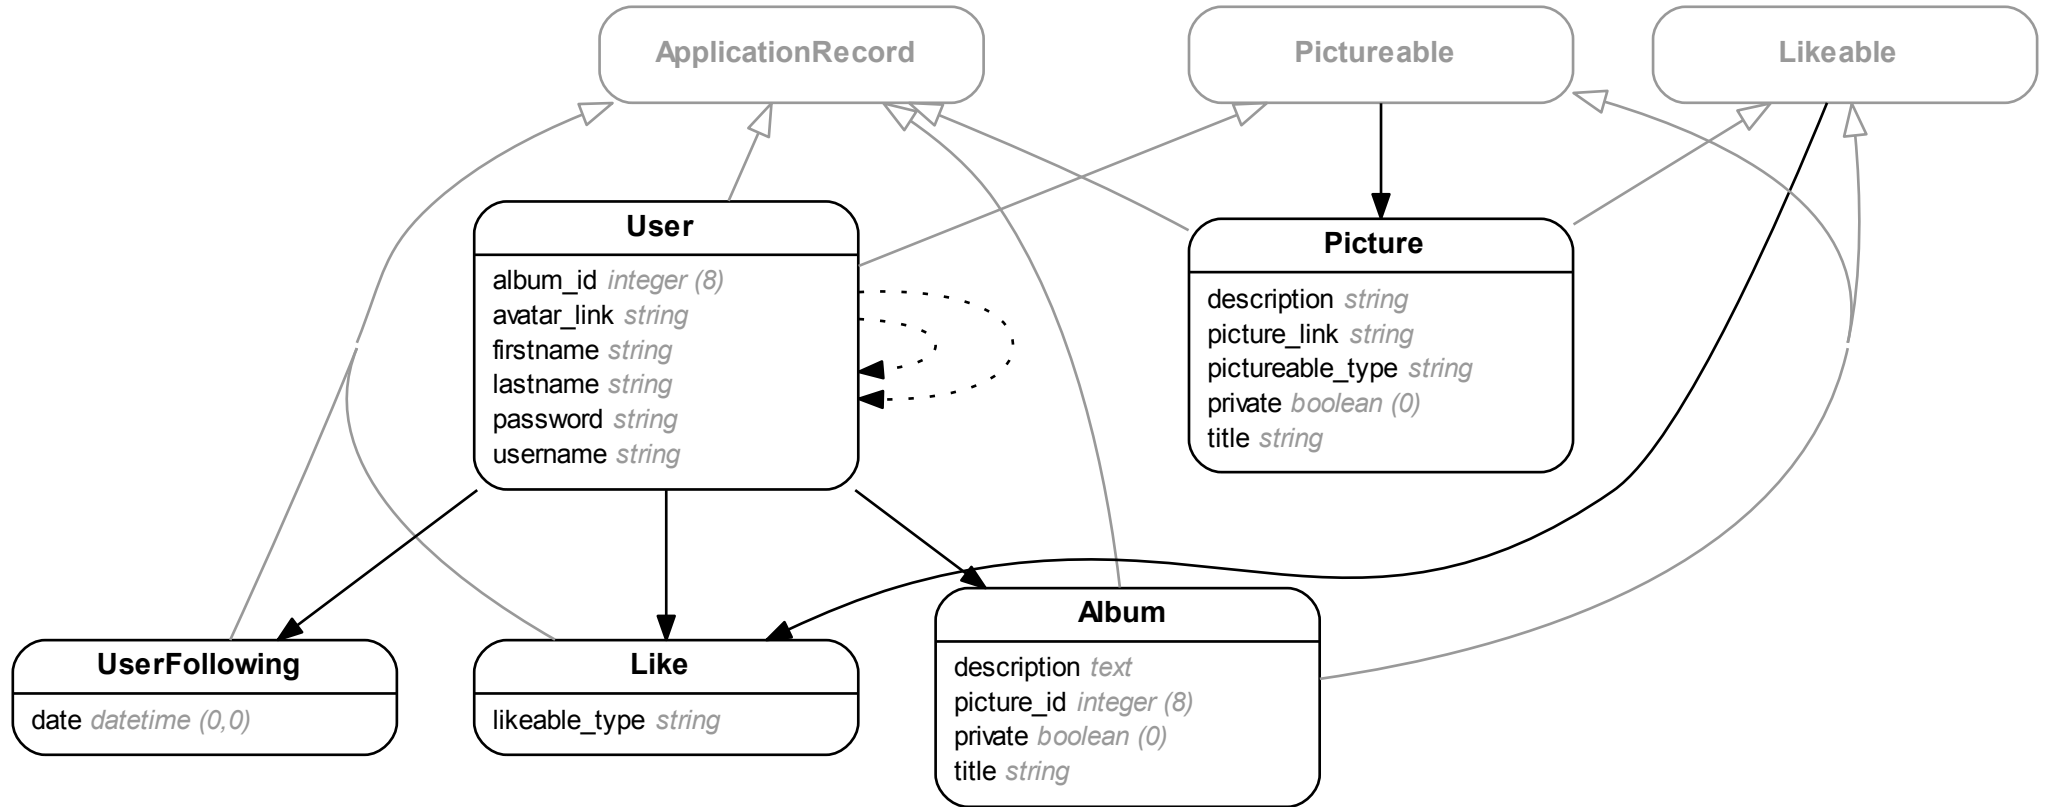 ApplicationRecord
Pictureable
Likeable
User
album_id integer (8)
avatar_link string
firstname string
lastname string
password string
username string
Picture
description string
picture_link string
pictureable_type string
private boolean (0)
title string
UserFollowing
date datetime (0,0)
Like
likeable_type string
Album
description text
picture_id integer (8)
private boolean (0)
title string